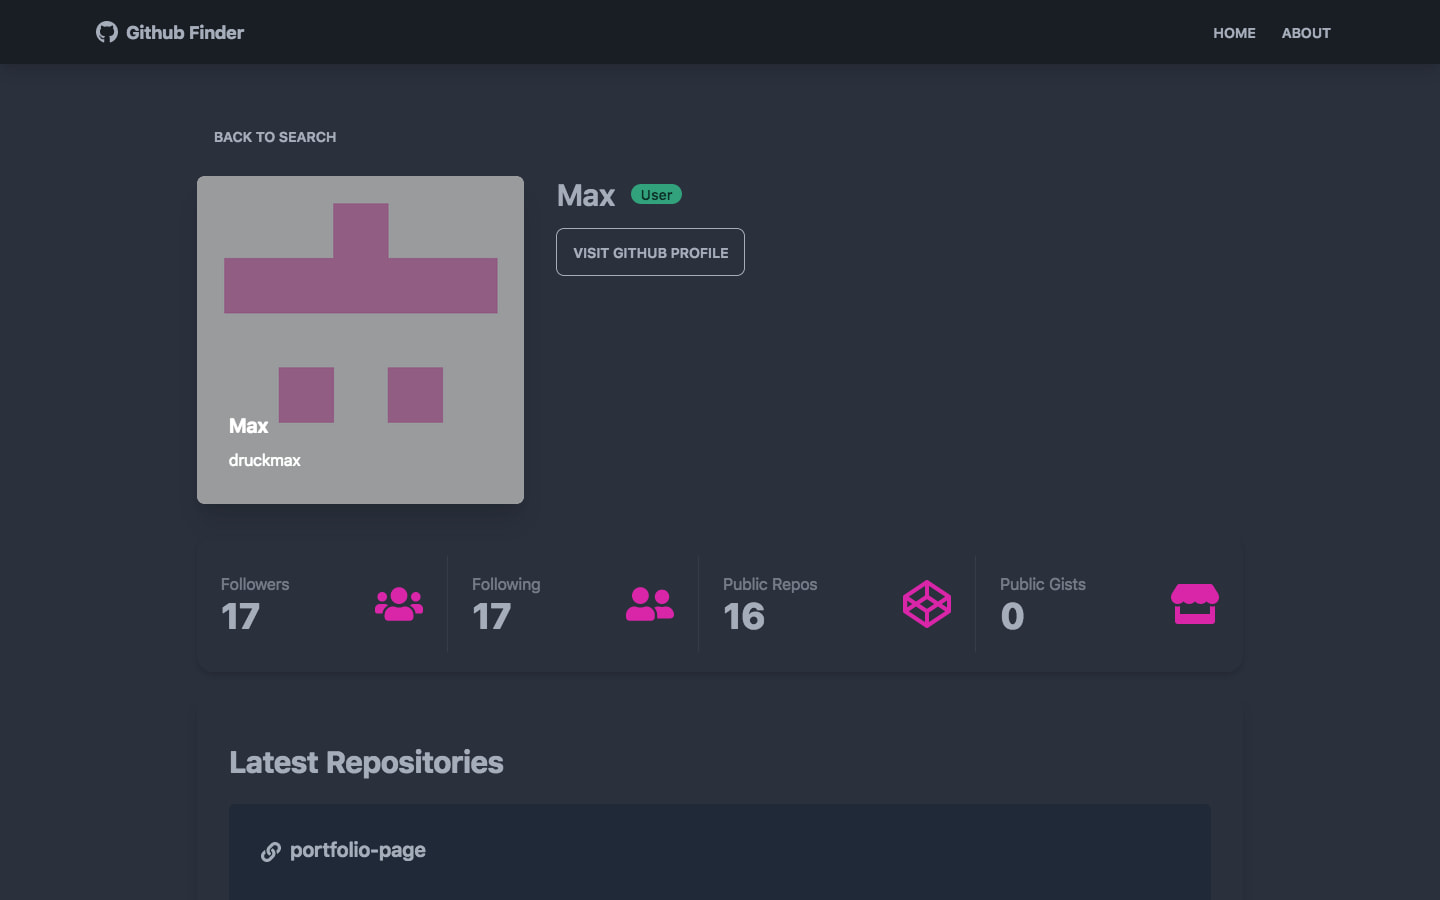 Github Finder
HOME
ABOUT
BACK TO SEARCH
Max
druckmax
Max
User
VISIT GITHUB PROFILE
Followers
17
Following
17
Public Repos
16
Public Gists
0
Latest Repositories
portfolio-page